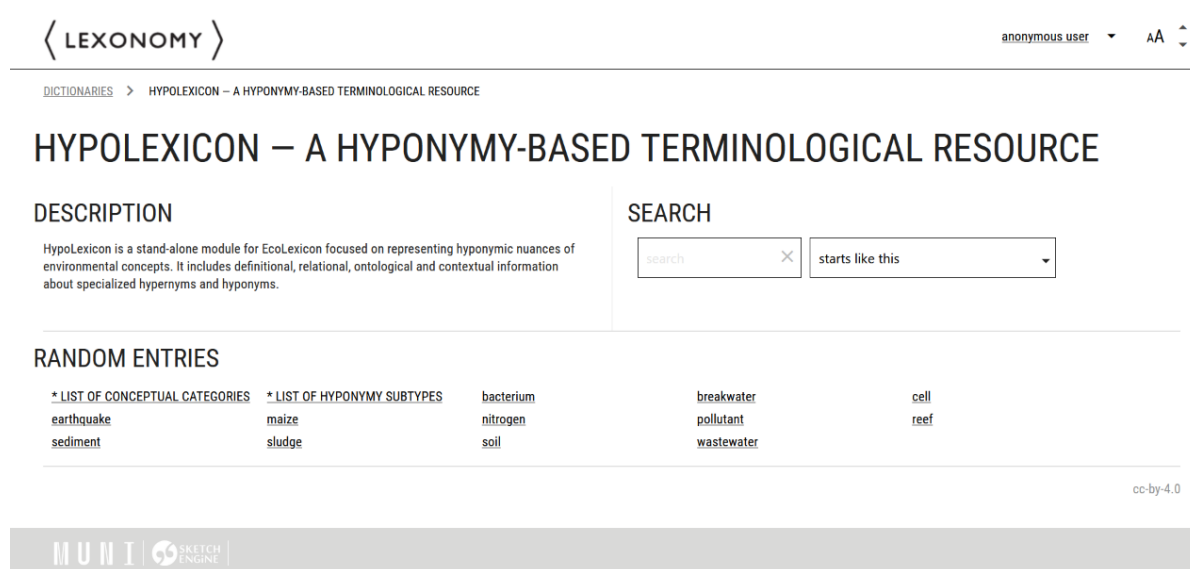 ⟨ LEXONOMY ⟩
anonymous user
AA
DICTIONARIES > HYPOLEXICON – A HYPONYMY-BASED TERMINOLOGICAL RESOURCE
HYPOLEXICON – A HYPONYMY-BASED TERMINOLOGICAL RESOURCE
DESCRIPTION
HypoLexicon is a stand-alone module for EcoLexicon focused on representing hyponymic nuances of
environmental concepts. It includes definitional, relational, ontological and contextual information
about specialized hypernyms and hyponyms.
SEARCH
search × starts like this
RANDOM ENTRIES
* LIST OF CONCEPTUAL CATEGORIES * LIST OF HYPONYMY SUBTYPES bacterium breakwater cell
earthquake maize nitrogen pollutant reef
sediment sludge soil wastewater
cc-by-4.0
MUNI SKETCH
ENGINE